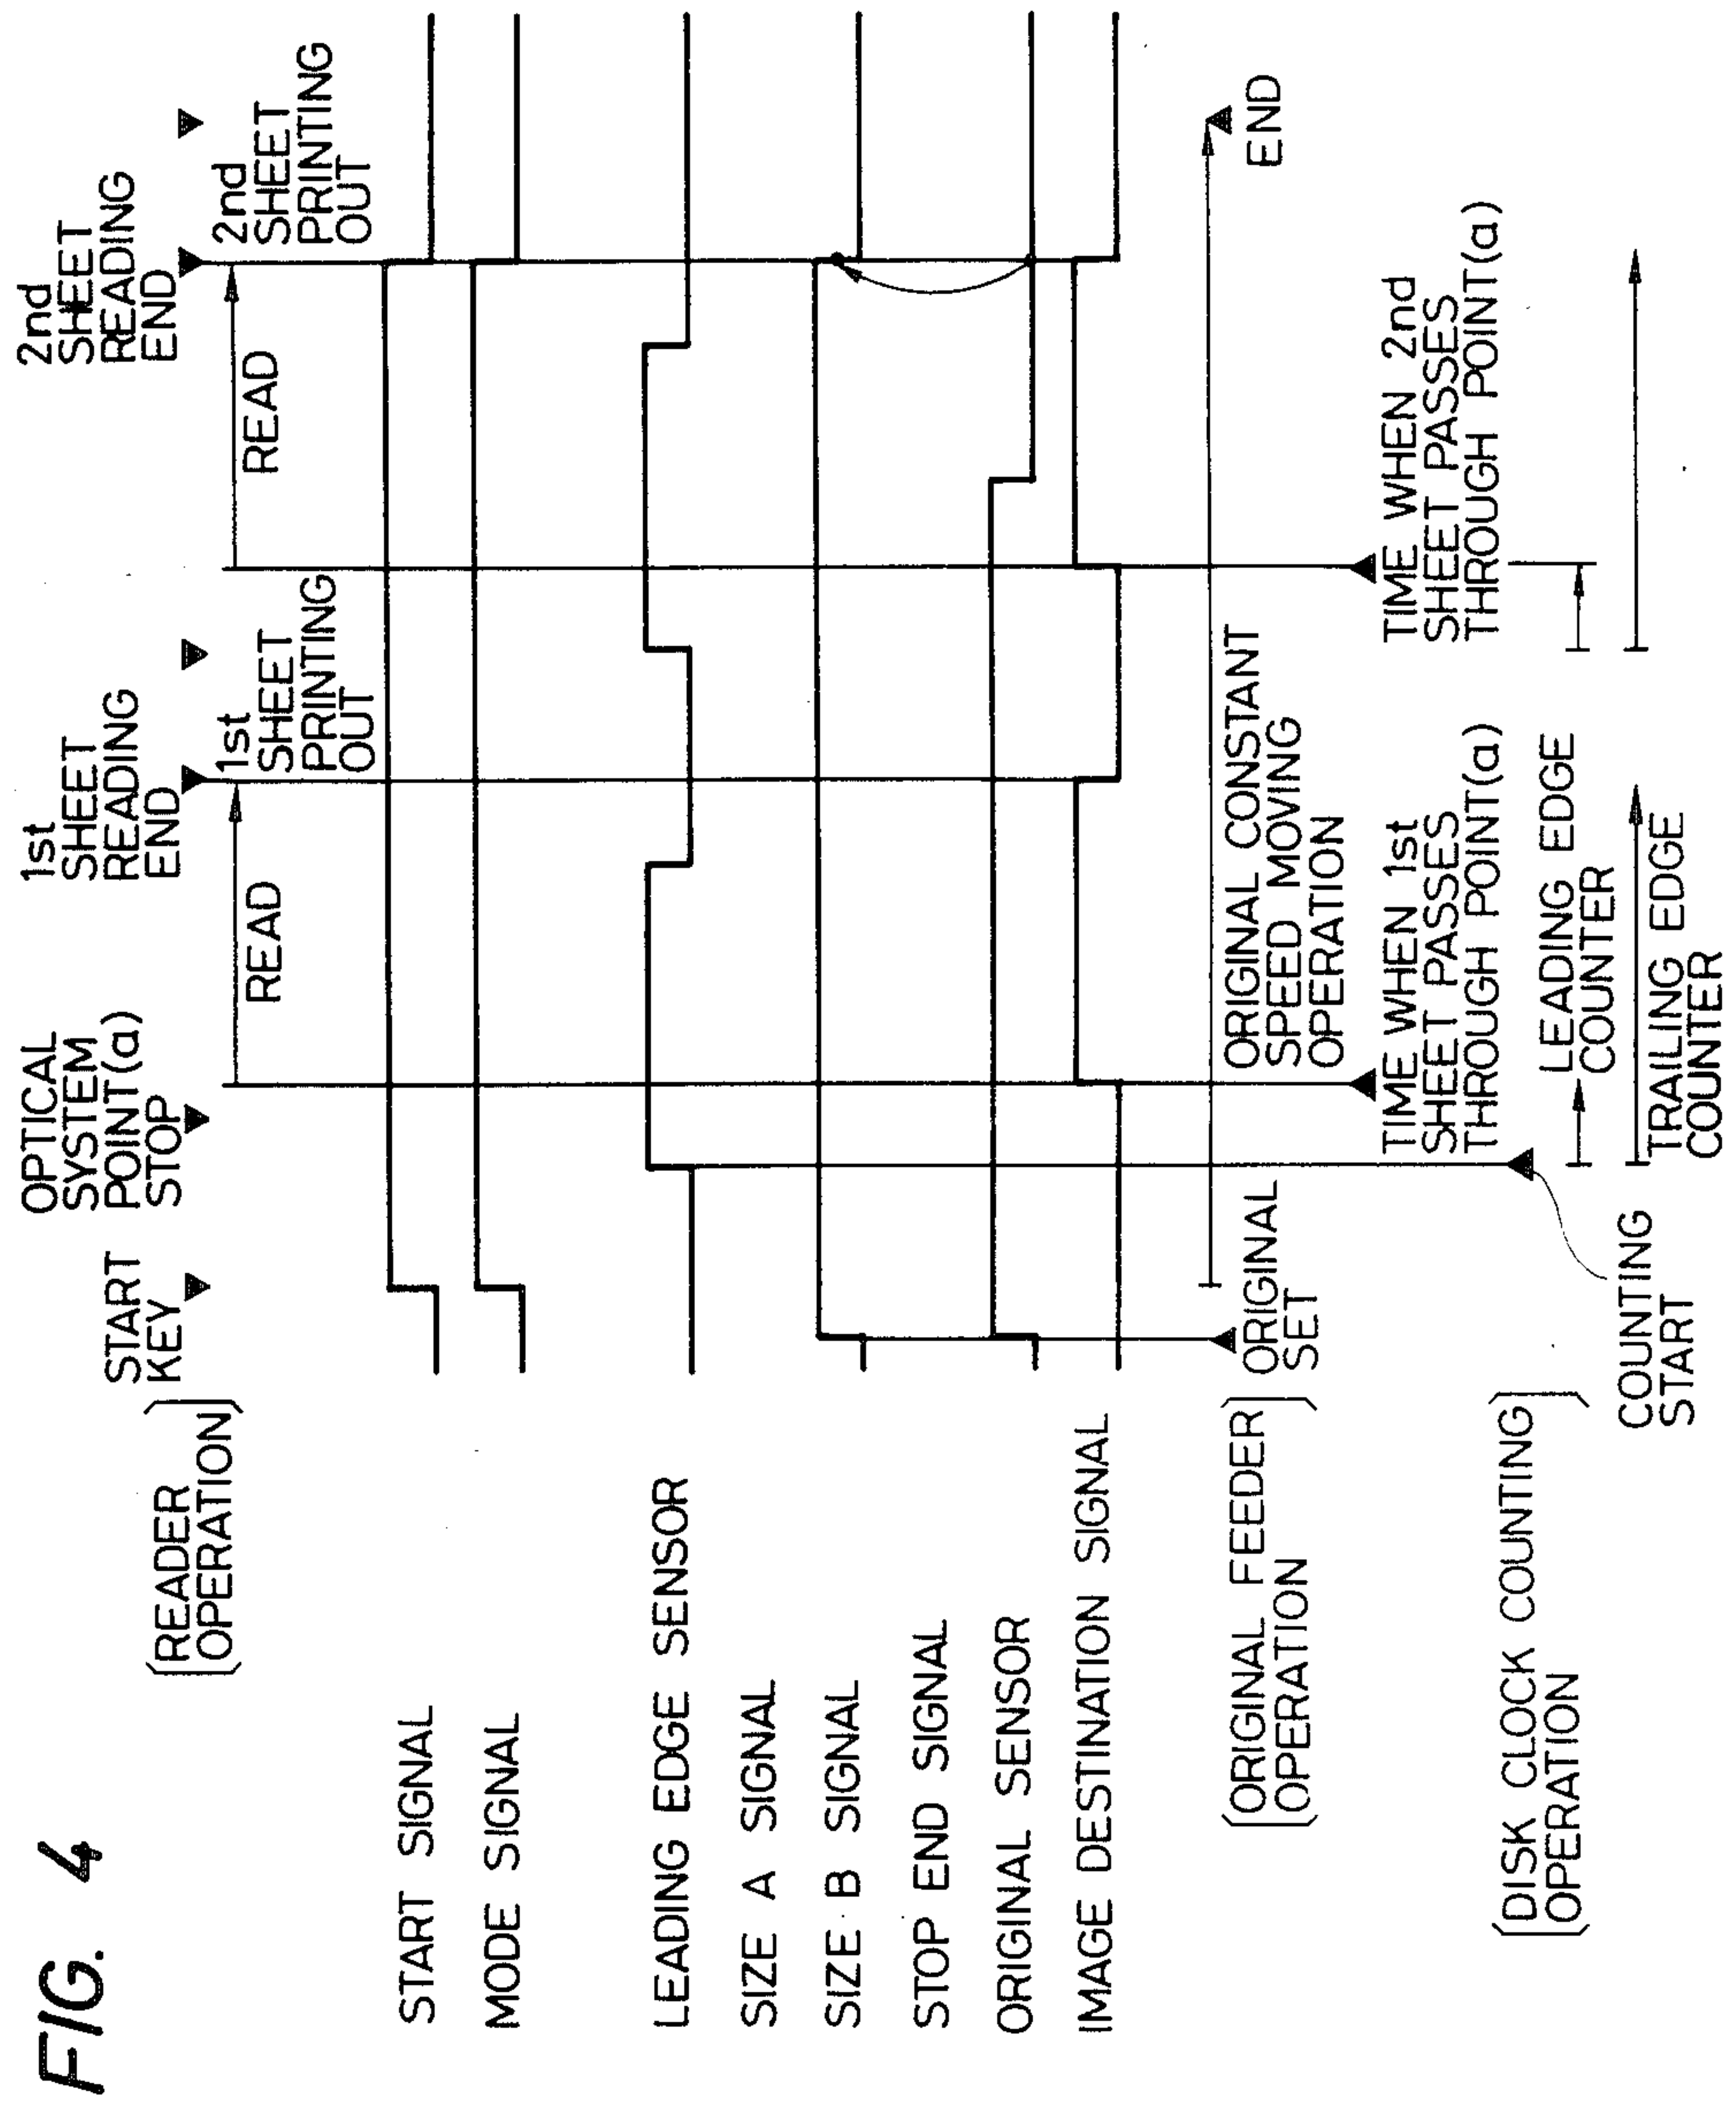 FIG. 4
START
KEY
OPTICAL
SYSTEM
POINT(a)
STOP
1st
SHEET
READING
END
2nd
SHEET
READING
END
(READER
OPERATION)
READ
1st
SHEET
PRINTING
OUT
READ
2nd
SHEET
PRINTING
OUT
START SIGNAL
MODE SIGNAL
LEADING EDGE SENSOR
SIZE A SIGNAL
SIZE B SIGNAL
STOP END SIGNAL
ORIGINAL SENSOR
IMAGE DESTINATION SIGNAL
(ORIGINAL FEEDER
OPERATION)
ORIGINAL
SET
ORIGINAL CONSTANT
SPEED MOVING
OPERATION
END
TIME WHEN 1st
SHEET PASSES
THROUGH POINT(a)
TIME WHEN 2nd
SHEET PASSES
THROUGH POINT(a)
(DISK CLOCK COUNTING
OPERATION)
COUNTING
START
LEADING EDGE
COUNTER
TRAILING EDGE
COUNTER